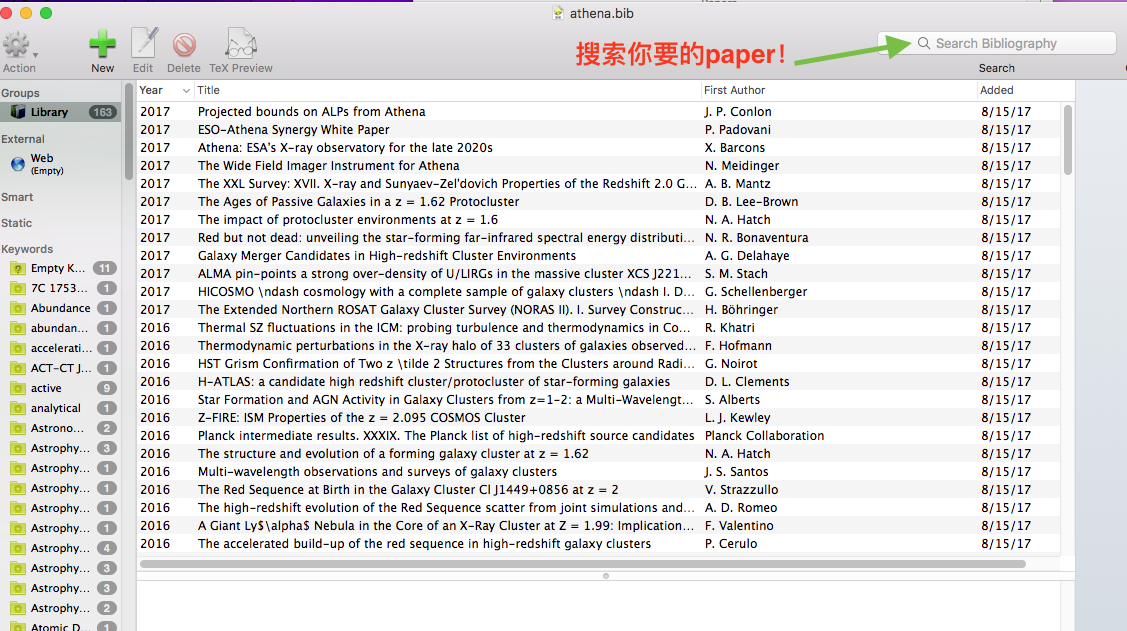 athena.bib
搜索你要的paper！
Search Bibliography
Action
New
Edit
Delete
TeX Preview
Search
Groups
Library 163
External
Web
(Empty)
Smart
Static
Keywords
Empty K... 11
7C 1753... 1
Abundance 1
abundan... 1
accelerati... 1
ACT-CT J... 1
active 9
analytical 1
Astrono... 2
Astrophy... 3
Astrophy... 1
Astrophy... 1
Astrophy... 1
Astrophy... 1
Astrophy... 4
Astrophy... 3
Astrophy... 3
Astrophy... 2
Atomic D... 1
Year Title First Author Added
2017 Projected bounds on ALPs from Athena J. P. Conlon 8/15/17
2017 ESO-Athena Synergy White Paper P. Padovani 8/15/17
2017 Athena: ESA's X-ray observatory for the late 2020s X. Barcons 8/15/17
2017 The Wide Field Imager Instrument for Athena N. Meidinger 8/15/17
2017 The XXL Survey: XVII. X-ray and Sunyaev-Zel'dovich Properties of the Redshift 2.0 G... A. B. Mantz 8/15/17
2017 The Ages of Passive Galaxies in a z = 1.62 Protocluster D. B. Lee-Brown 8/15/17
2017 The impact of protocluster environments at z = 1.6 N. A. Hatch 8/15/17
2017 Red but not dead: unveiling the star-forming far-infrared spectral energy distributi... N. R. Bonaventura 8/15/17
2017 Galaxy Merger Candidates in High-redshift Cluster Environments A. G. Delahaye 8/15/17
2017 ALMA pin-points a strong over-density of U/LIRGs in the massive cluster XCS J221... S. M. Stach 8/15/17
2017 HICOSMO \ndash cosmology with a complete sample of galaxy clusters \ndash I. D... G. Schellenberger 8/15/17
2017 The Extended Northern ROSAT Galaxy Cluster Survey (NORAS II). I. Survey Construc... H. Böhringer 8/15/17
2016 Thermal SZ fluctuations in the ICM: probing turbulence and thermodynamics in Co... R. Khatri 8/15/17
2016 Thermodynamic perturbations in the X-ray halo of 33 clusters of galaxies observed... F. Hofmann 8/15/17
2016 HST Grism Confirmation of Two z \tilde 2 Structures from the Clusters around Radi... G. Noirot 8/15/17
2016 H-ATLAS: a candidate high redshift cluster/protocluster of star-forming galaxies D. L. Clements 8/15/17
2016 Star Formation and AGN Activity in Galaxy Clusters from z=1-2: a Multi-Wavelengt... S. Alberts 8/15/17
2016 Z-FIRE: ISM Properties of the z = 2.095 COSMOS Cluster L. J. Kewley 8/15/17
2016 Planck intermediate results. XXXIX. The Planck list of high-redshift source candidates Planck Collaboration 8/15/17
2016 The structure and evolution of a forming galaxy cluster at z = 1.62 N. A. Hatch 8/15/17
2016 Multi-wavelength observations and surveys of galaxy clusters J. S. Santos 8/15/17
2016 The Red Sequence at Birth in the Galaxy Cluster Cl J1449+0856 at z = 2 V. Strazzullo 8/15/17
2016 The high-redshift evolution of the Red Sequence scatter from joint simulations and... A. D. Romeo 8/15/17
2016 A Giant Ly$\alpha$ Nebula in the Core of an X-Ray Cluster at Z = 1.99: Implication... F. Valentino 8/15/17
2016 The accelerated build-up of the red sequence in high-redshift galaxy clusters P. Cerulo 8/15/17